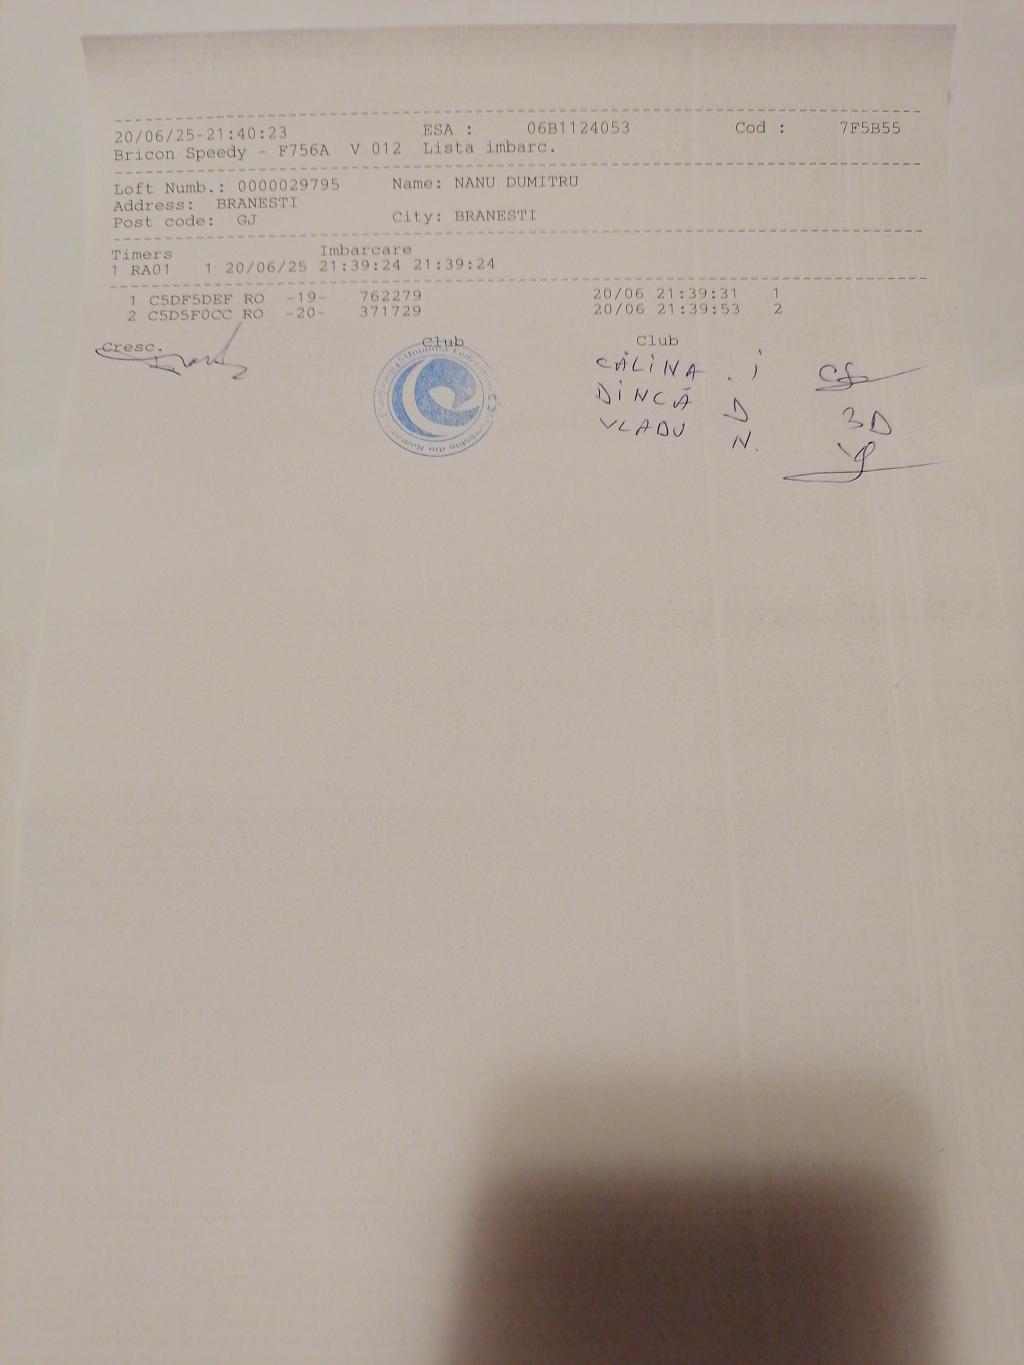 20/06/25-21:40:23 ESA : 06B1124053 Cod : 7F5B55
Bricon Speedy - F756A V 012 Lista imbarc.
Loft Numb.: 0000029795 Name: NANU DUMITRU
Address: BRANESTI
Post code: GJ City: BRANESTI
Timers Imbarcare
1 RA01 1 20/06/25 21:39:24 21:39:24
1 C5DF5DEF RO -19- 762279 20/06 21:39:31 1
2 C5D5F0CC RO -20- 371729 20/06 21:39:53 2
Cresc. Club Club
CĂLINA . I
DINCĂ D
VLADU N.